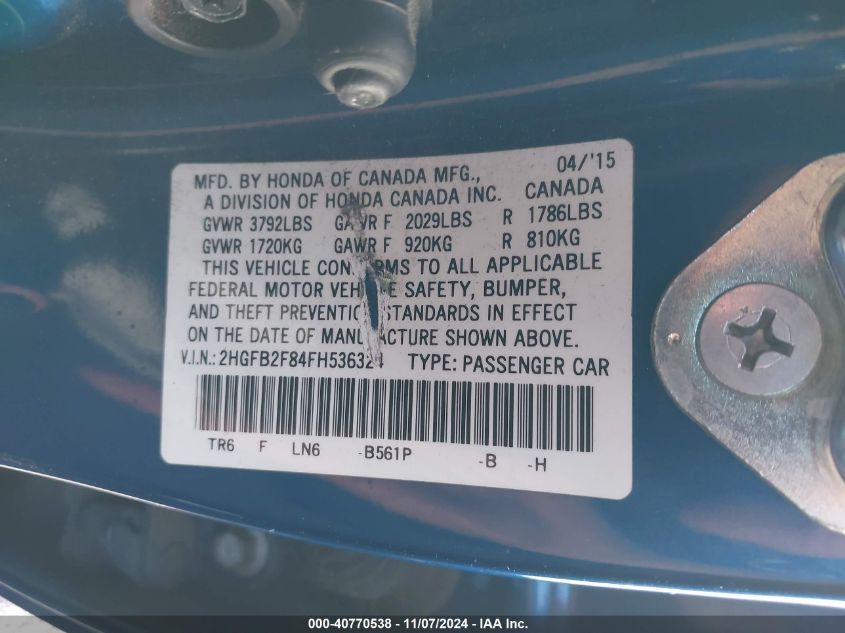 04/'15
MFD. BY HONDA OF CANADA MFG.,
A DIVISION OF HONDA CANADA INC. CANADA
GVWR 3792LBS GAWR F 2029LBS R 1786LBS
GVWR 1720KG GAWR F 920KG R 810KG
THIS VEHICLE CON RMS TO ALL APPLICABLE
FEDERAL MOTOR VEH E SAFETY, BUMPER,
AND THEFT PREVENTI STANDARDS IN EFFECT
ON THE DATE OF MANU ACTURE SHOWN ABOVE.
V.I.N.: 2HGFB2F84FH536324 TYPE: PASSENGER CAR
TR6 F LN6 -B561P -B -H
000-40770538 - 11/07/2024 - IAA Inc.